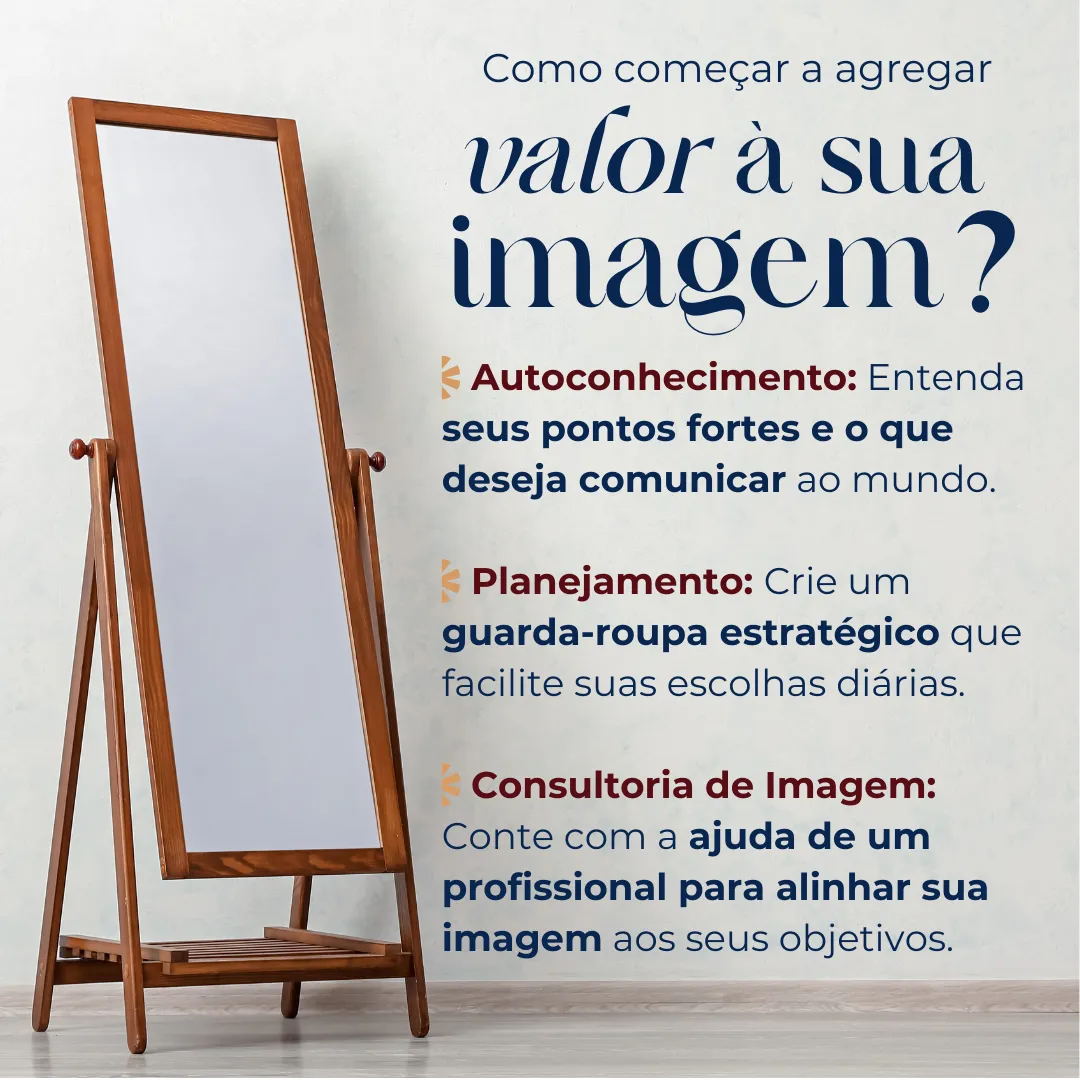 Como começar a agregar
valor à sua
imagem?
Autoconhecimento: Entenda
seus pontos fortes e o que
deseja comunicar ao mundo.
Planejamento: Crie um
guarda-roupa estratégico que
facilite suas escolhas diárias.
Consultoria de Imagem:
Conte com a ajuda de um
profissional para alinhar sua
imagem aos seus objetivos.